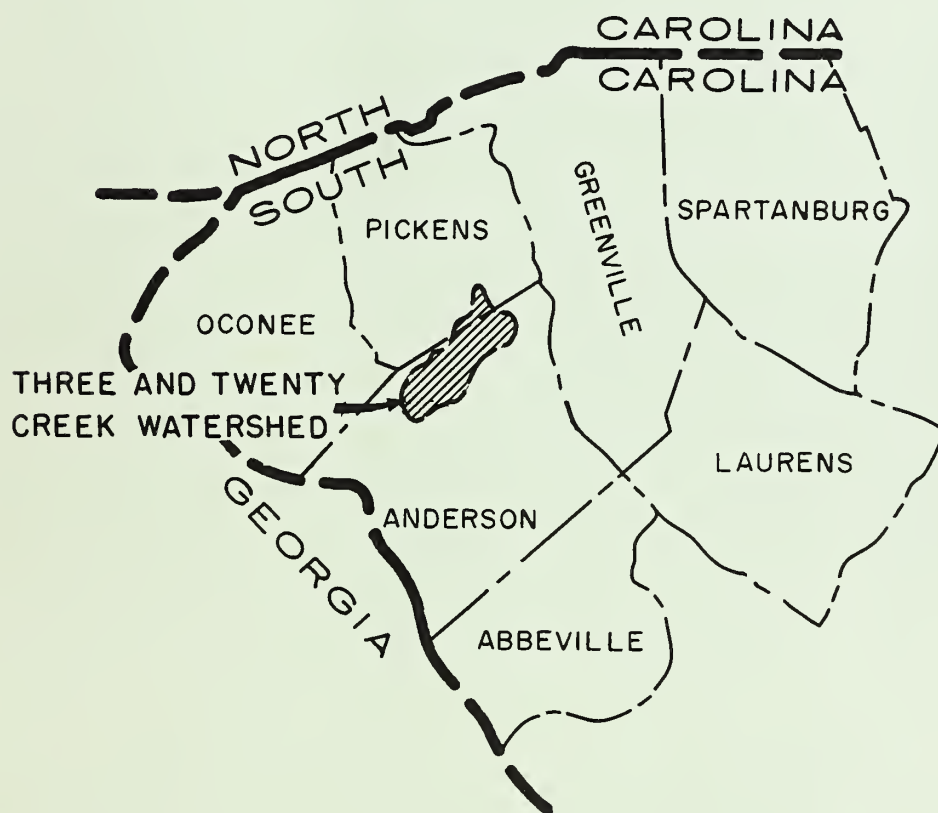 CAROLINA
CAROLINA
NORTH
SOUTH
PICKENS
GREENVILLE
SPARTANBURG
OCONEE
THREE AND TWENTY
CREEK WATERSHED
LAURENS
GEORGIA
ANDERSON
ABBEVILLE